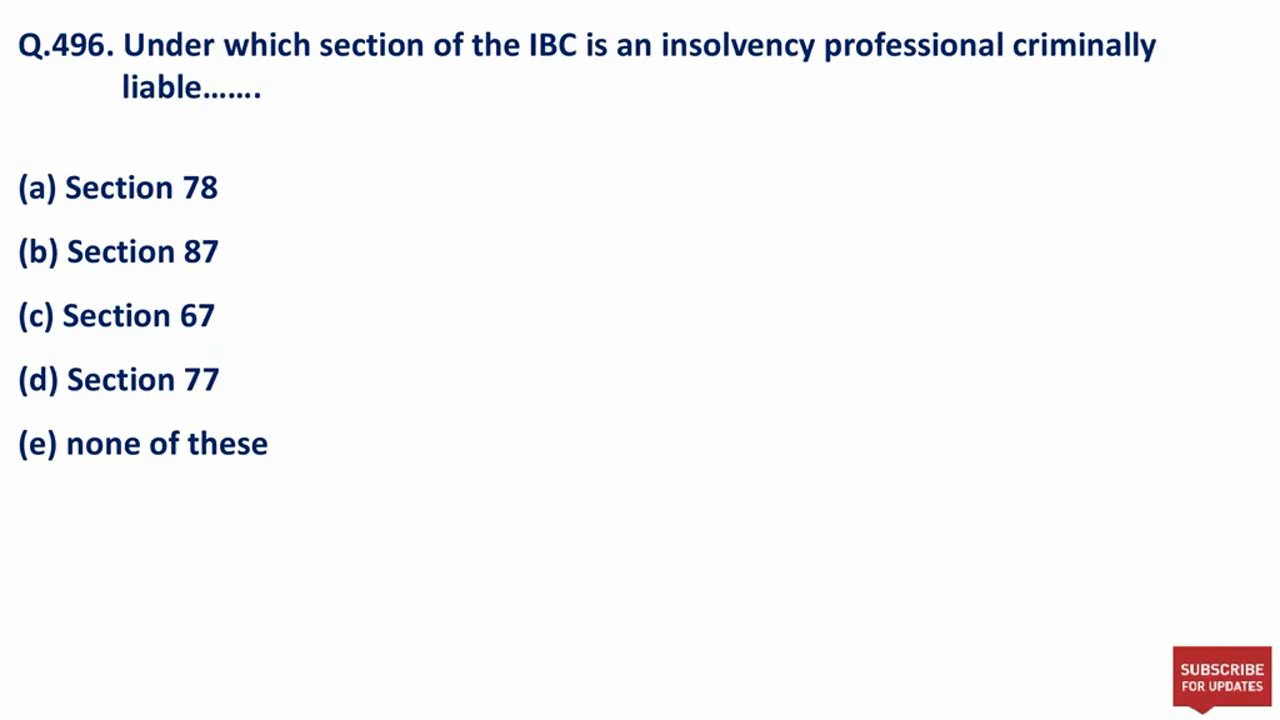 Q.496. Under which section of the IBC is an insolvency professional criminally
liable…….
(a) Section 78
(b) Section 87
(c) Section 67
(d) Section 77
(e) none of these
SUBSCRIBE
FOR UPDATES